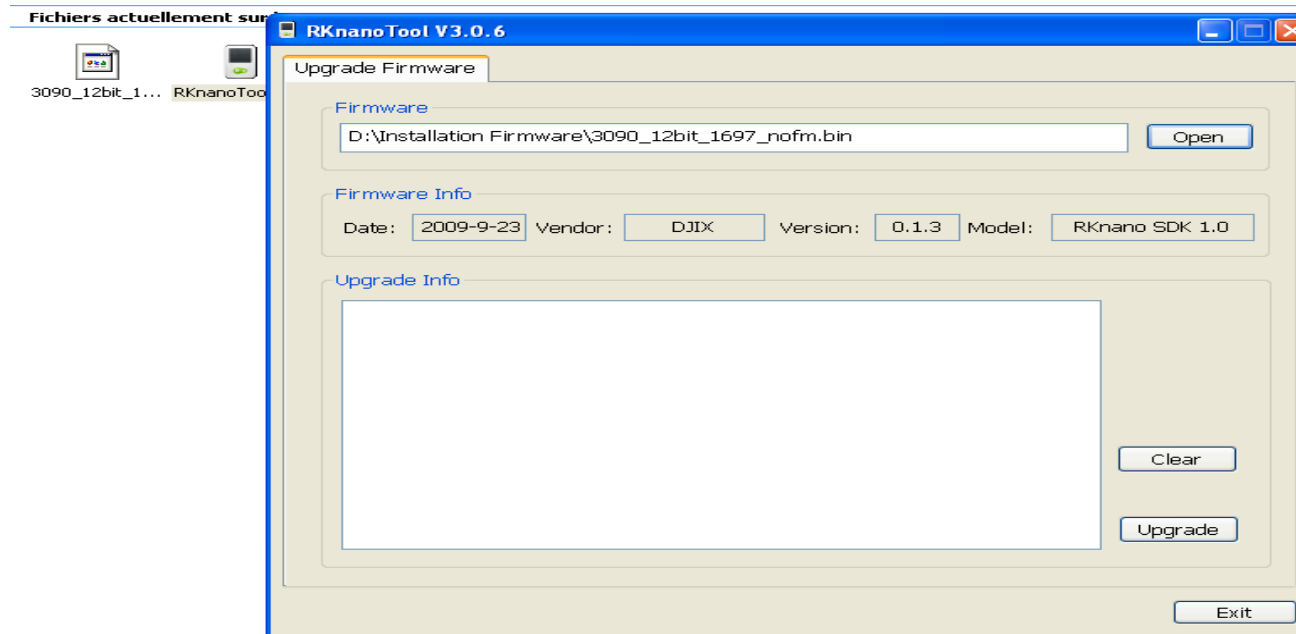 Fichiers actuellement sur
3090_12bit_1... RKnanoToo
RKnanoTool V3.0.6
Upgrade Firmware
Firmware
D:\Installation Firmware\3090_12bit_1697_nofm.bin
Open
Firmware Info
Date: 2009-9-23 Vendor: DJIX Version: 0.1.3 Model: RKnano SDK 1.0
Upgrade Info
Clear
Upgrade
Exit